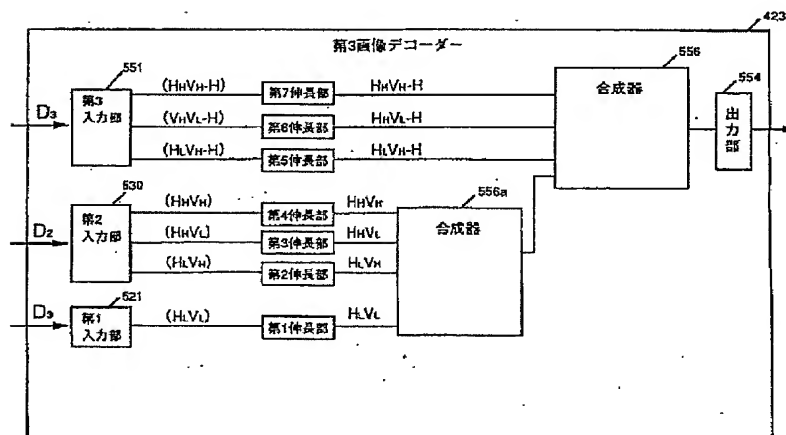 423
第3画像デコーダー
551
556
(HHVH-H)
第7伸長部
HHVH-H
合成器
554
D3
第3入力部
(VHVL-H)
第6伸長部
HHVL-H
出力部
(HLVH-H)
第5伸長部
HLVH-H
530
556a
(HHVH)
第4伸長部
HHVH
合成器
D2
第2入力部
(HHVL)
第3伸長部
HHVL
(HLVH)
第2伸長部
HLVH
521
D3
第1入力部
(HLVL)
第1伸長部
HLVL